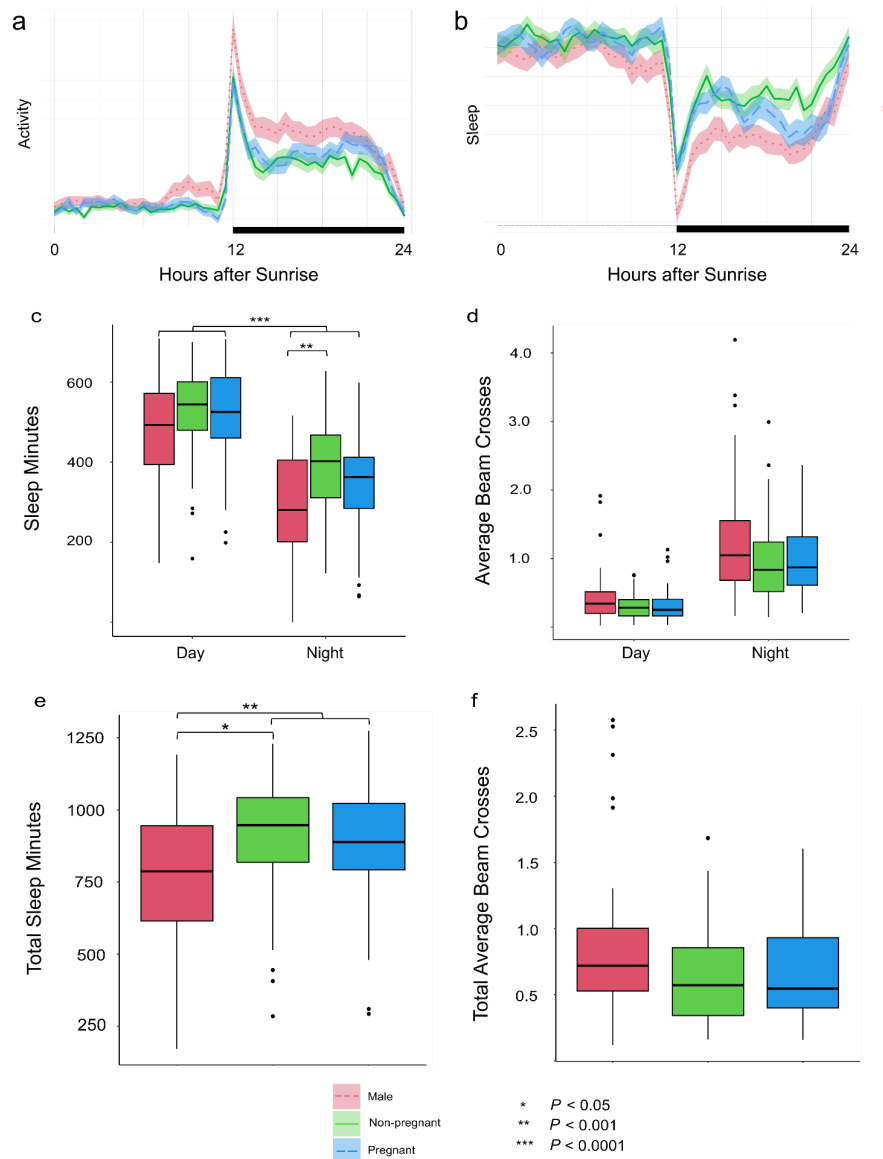 a
Activity
0
12
24
Hours after Sunrise
b
Sleep
0
12
24
Hours after Sunrise
c
Sleep Minutes
600
400
200
***
**
Day
Night
d
Average Beam Crosses
4.0
3.0
2.0
1.0
Day
Night
e
Total Sleep Minutes
1250
1000
750
500
250
**
*
f
Total Average Beam Crosses
2.5
2.0
1.5
1.0
0.5
Male
Non-pregnant
Pregnant
* P < 0.05
** P < 0.001
*** P < 0.0001